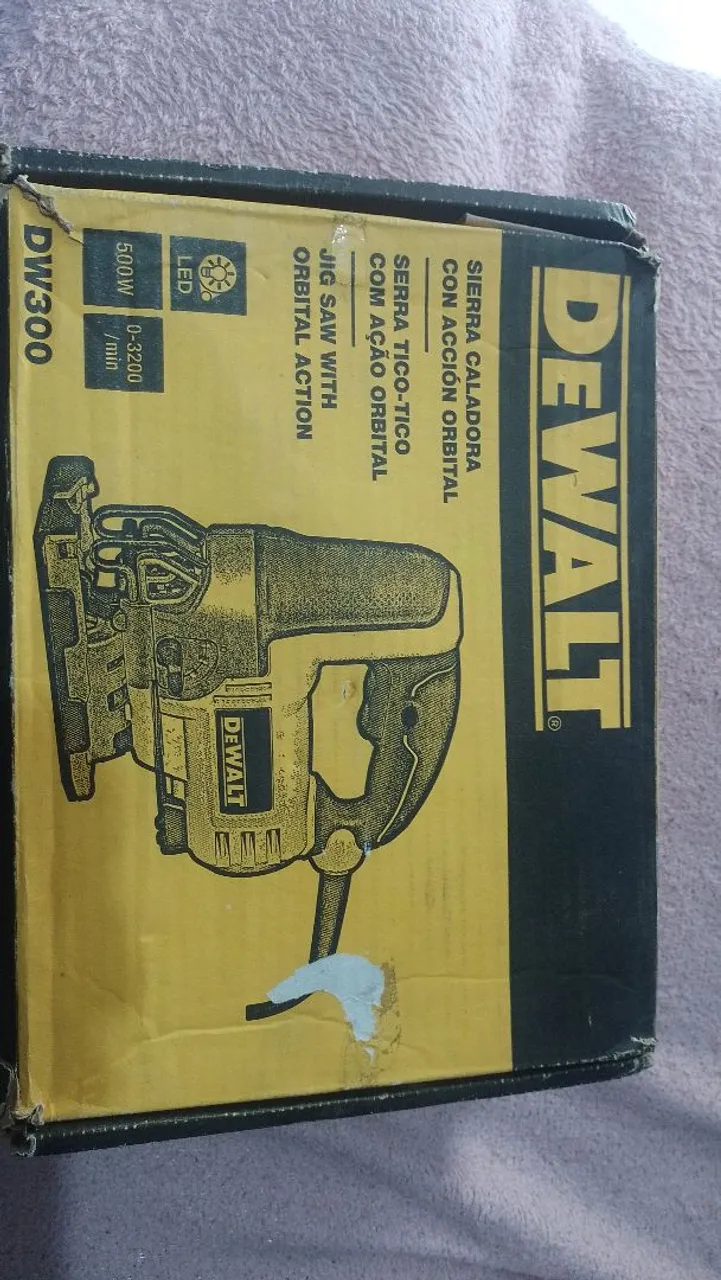 DEWALT®
SIERRA CALADORA
CON ACCIÓN ORBITAL
SERRA TICO-TICO
COM AÇÃO ORBITAL
JIG SAW WITH
ORBITAL ACTION
LED
500W
0-3200
/min
DW300
DEWALT